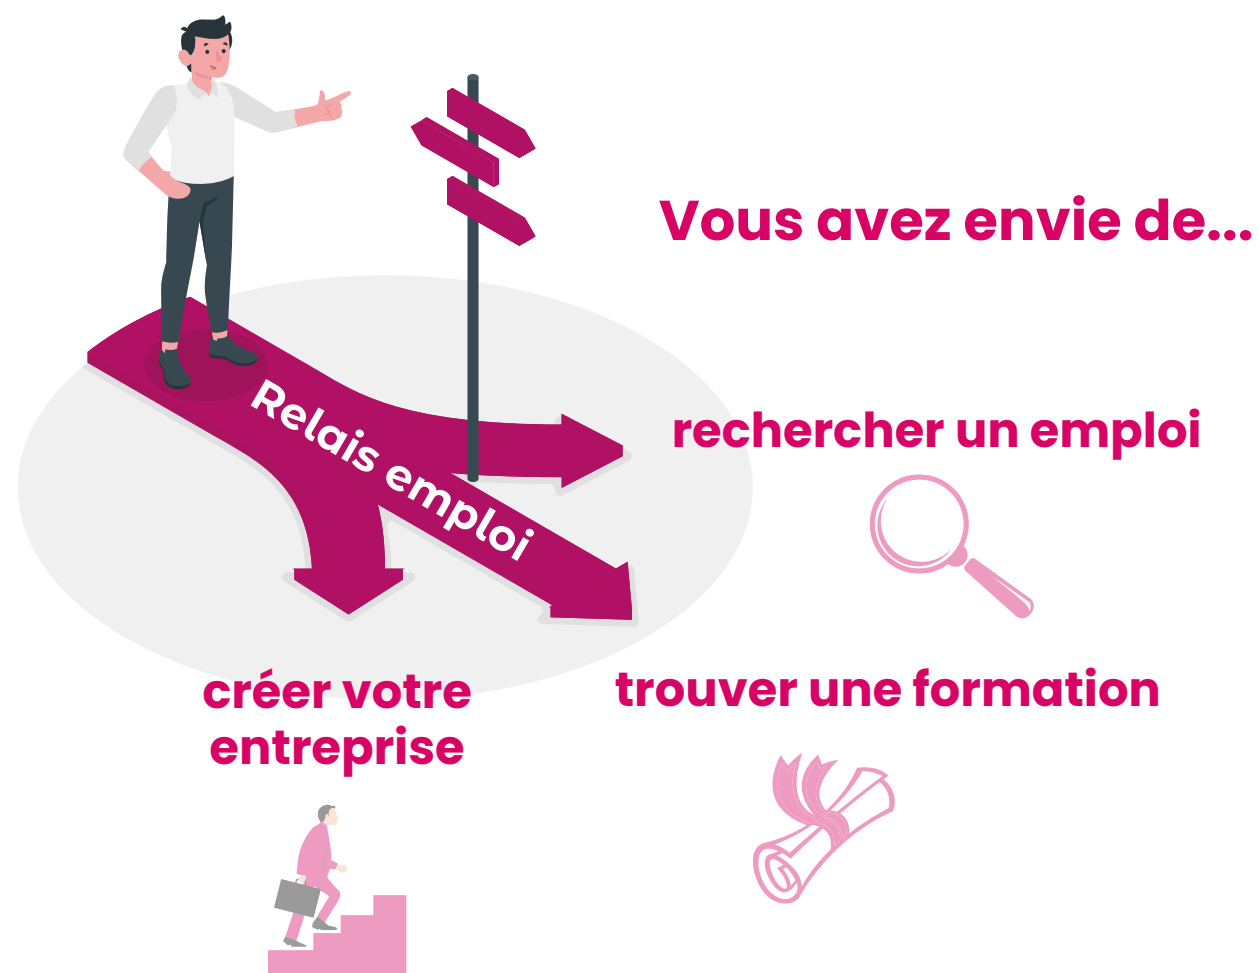 Vous avez envie de...
Relais emploi
rechercher un emploi
créer votre
entreprise
trouver une formation